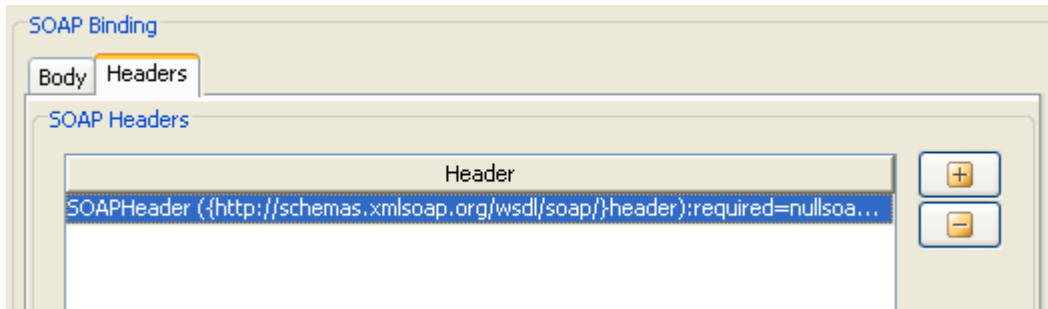 SOAP Binding
Body Headers
SOAP Headers
Header
SOAPHeader ({http://schemas.xmlsoap.org/wsdl/soap/}header):required=nullsoa...